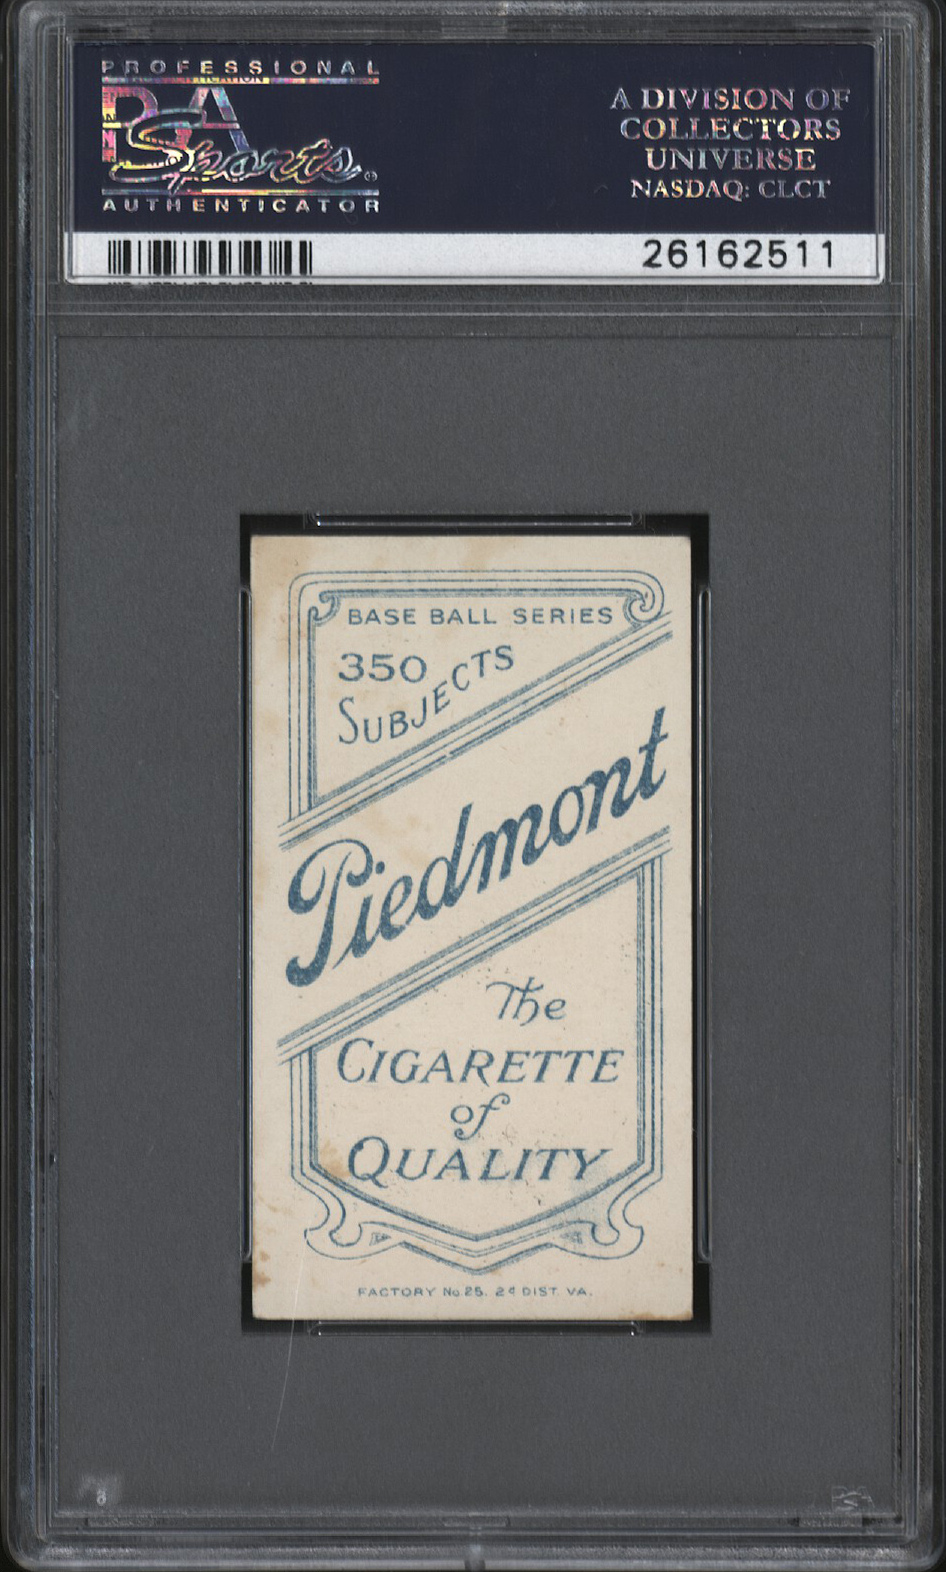 PROFESSIONAL
PSA
Sports®
AUTHENTICATOR
A DIVISION OF
COLLECTORS
UNIVERSE
NASDAQ: CLCT
26162511
BASE BALL SERIES
350
SUBJECTS
Piedmont
The
CIGARETTE
of
QUALITY
FACTORY No 25. 2d DIST. VA.